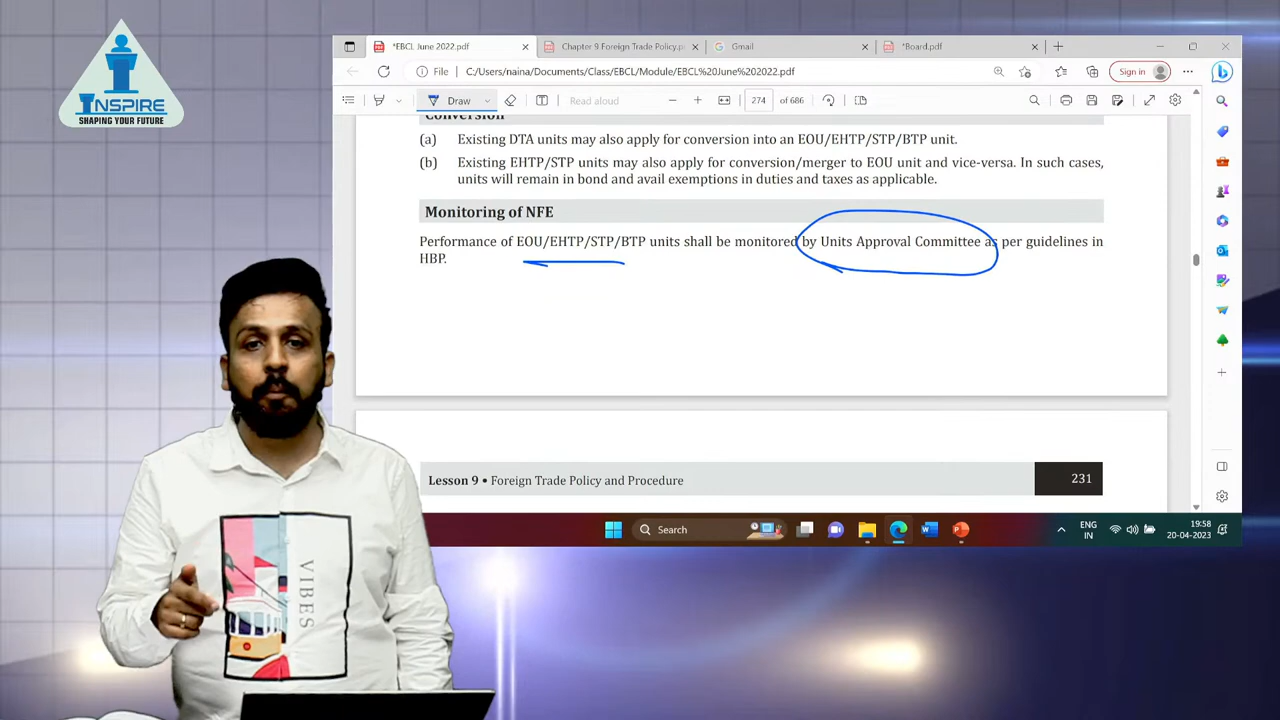 INSPIRE
SHAPING YOUR FUTURE
*EBCL June 2022.pdf
Chapter 9 Foreign Trade Policy.p
Gmail
*Board.pdf
File
C:/Users/naina/Documents/Class/EBCL/Module/EBCL%20June%202022.pdf
Sign in
Draw
Read aloud
274 of 686
Conversion
(a) Existing DTA units may also apply for conversion into an EOU/EHTP/STP/BTP unit.
(b) Existing EHTP/STP units may also apply for conversion/merger to EOU unit and vice-versa. In such cases,
units will remain in bond and avail exemptions in duties and taxes as applicable.
Monitoring of NFE
Performance of EOU/EHTP/STP/BTP units shall be monitored by Units Approval Committee as per guidelines in
HBP.
Lesson 9 • Foreign Trade Policy and Procedure
231
Search
ENG
IN
19:58
20-04-2023
VIBES